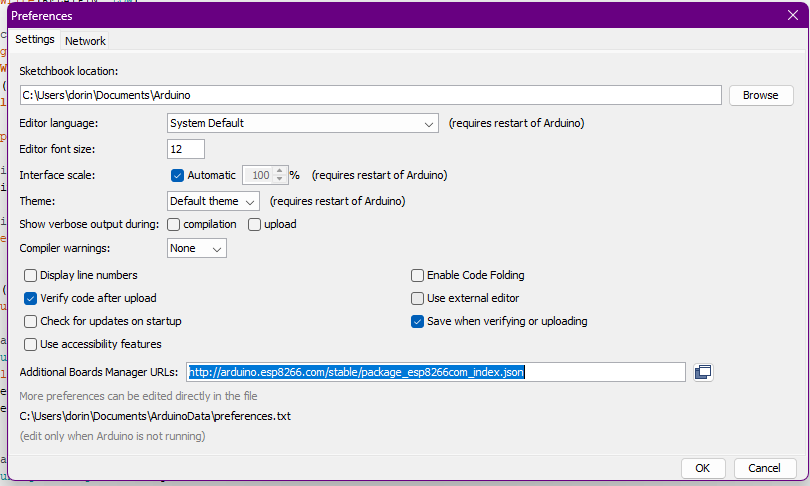 Preferences
Settings
Network
Sketchbook location:
C:\Users\dorin\Documents\Arduino
Browse
Editor language:
System Default
(requires restart of Arduino)
Editor font size:
12
Interface scale:
Automatic
100
%
(requires restart of Arduino)
Theme:
Default theme
(requires restart of Arduino)
Show verbose output during:
compilation
upload
Compiler warnings:
None
Display line numbers
Enable Code Folding
Verify code after upload
Use external editor
Check for updates on startup
Save when verifying or uploading
Use accessibility features
Additional Boards Manager URLs:
http://arduino.esp8266.com/stable/package_esp8266com_index.json
More preferences can be edited directly in the file
C:\Users\dorin\Documents\ArduinoData\preferences.txt
(edit only when Arduino is not running)
OK
Cancel